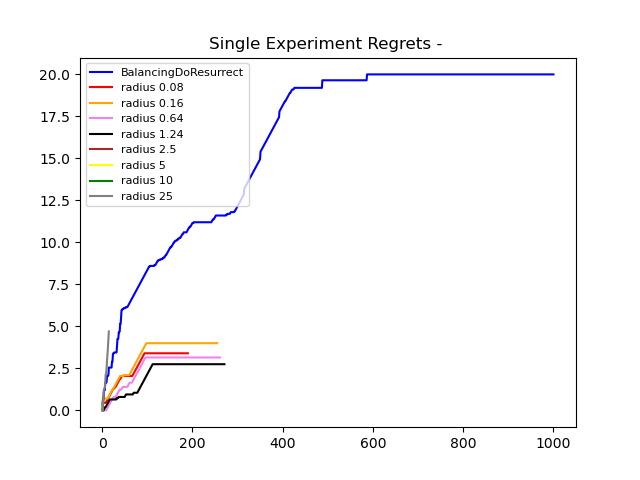 Single Experiment Regrets -
20.0
17.5
15.0
12.5
10.0
7.5
5.0
2.5
0.0
BalancingDoResurrect
radius 0.08
radius 0.16
radius 0.64
radius 1.24
radius 2.5
radius 5
radius 10
radius 25
0 200 400 600 800 1000